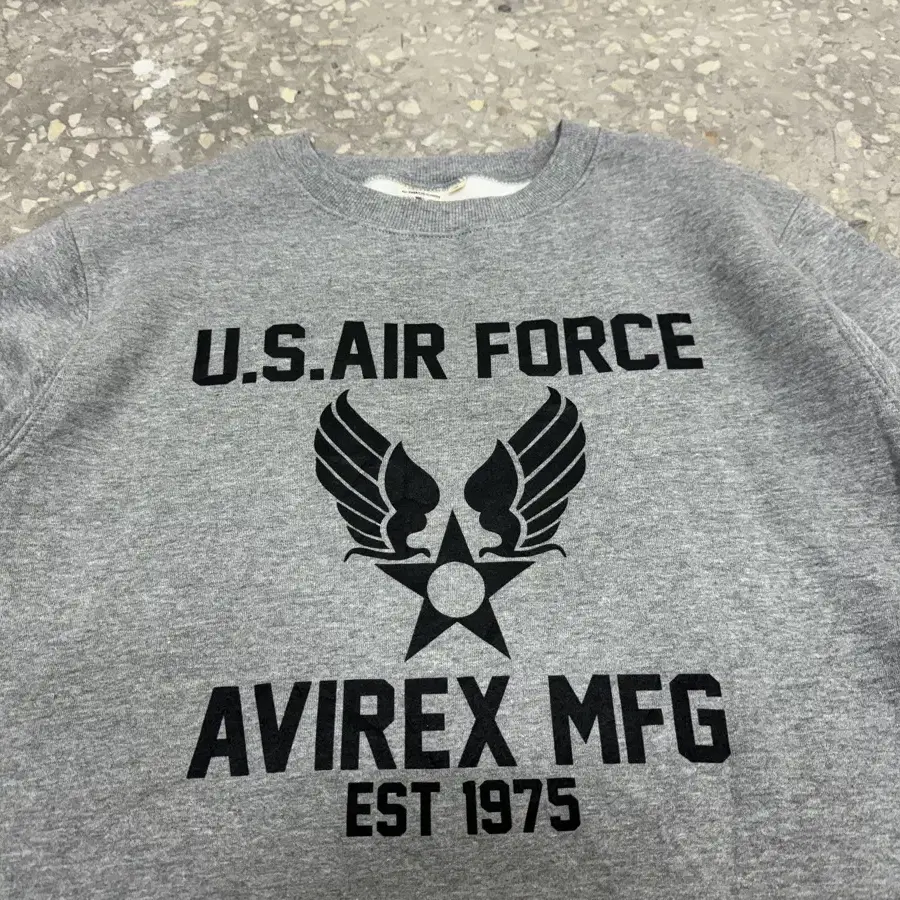 U.S.AIR FORCE
AVIREX MFG
EST 1975